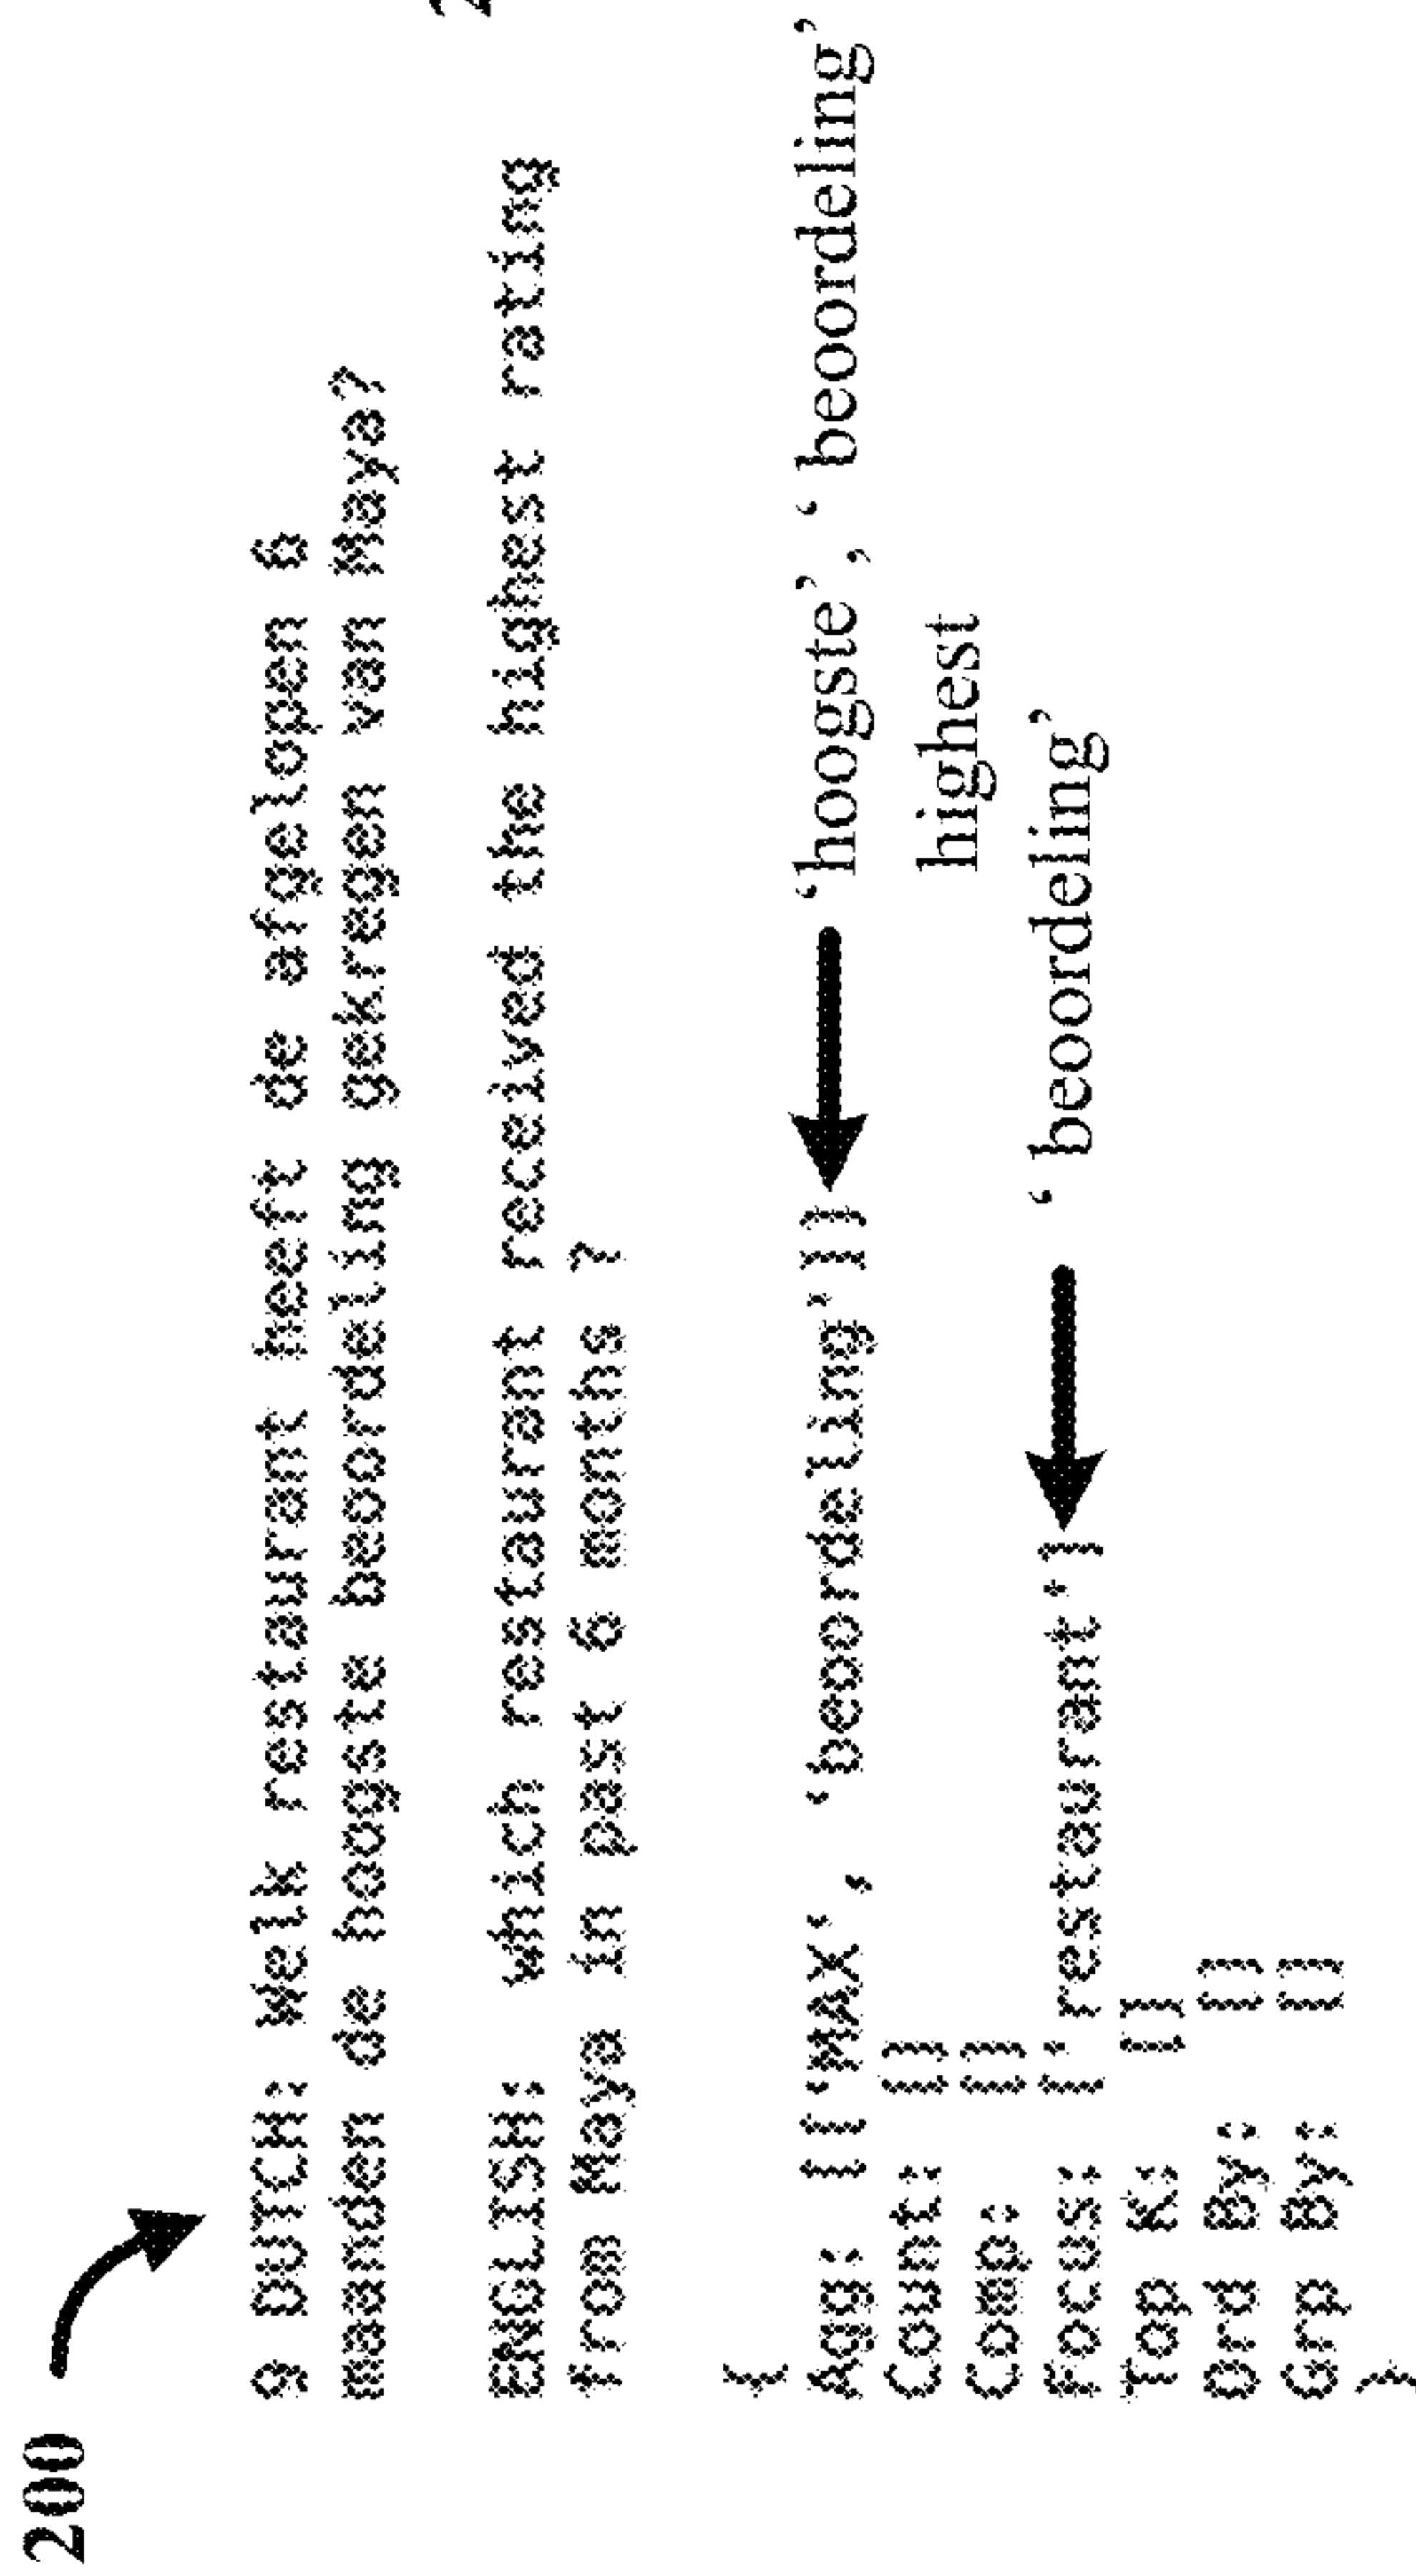 200
9 DUTCH: Welk restaurant heeft de afgelopen 6
maanden de hoogste beoordeling gekregen van Maya?
ENGLISH: which restaurant received the highest rating
from Maya in past 6 months ?
{
Agg: [['MAX', 'beoordeling']] 'hoogste', ' beoordeling'
Count: []
highest
Comp: []
Focus: ['restaurant'] ' beoordeling'
Top K: []
Ord By: []
Grp By: []
}